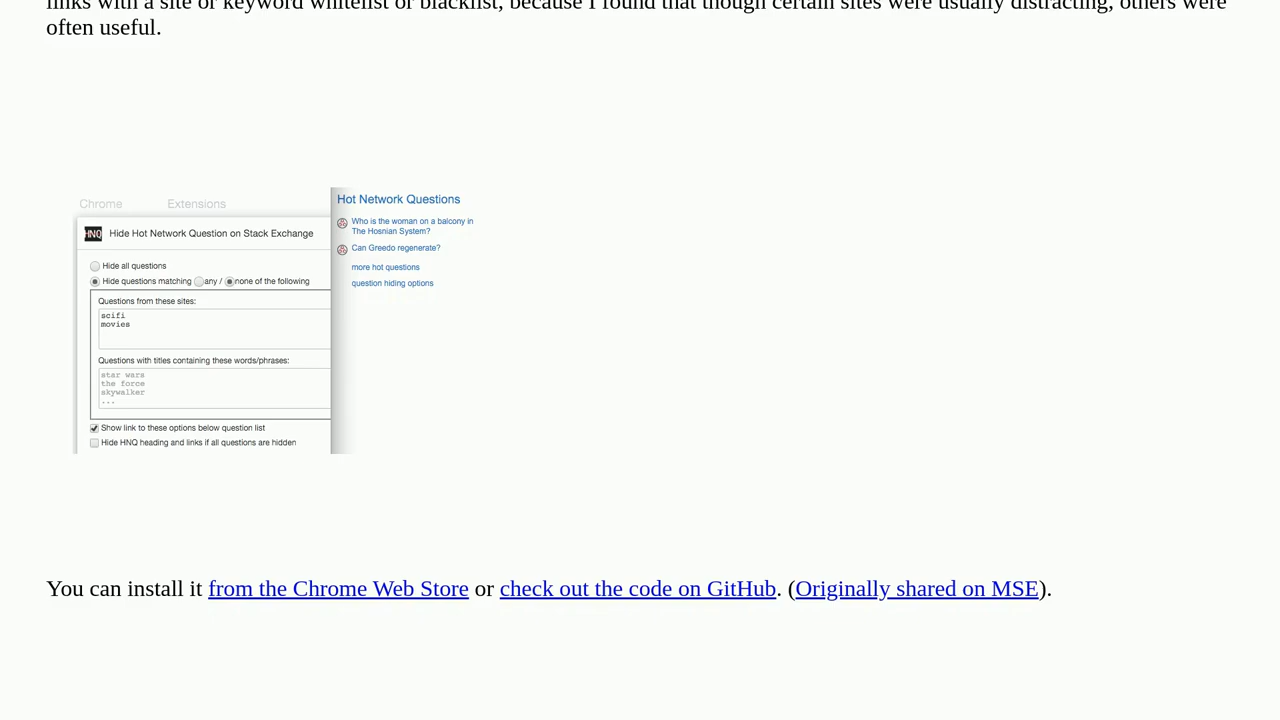 links with a site or keyword whitelist or blacklist, because I found that though certain sites were usually distracting, others were
often useful.
Chrome Extensions
HNQ Hide Hot Network Question on Stack Exchange
Hide all questions
Hide questions matching any / none of the following
Questions from these sites:
scifi
movies
Questions with titles containing these words/phrases:
star wars
the force
skywalker
...
Show link to these options below question list
Hide HNQ heading and links if all questions are hidden
Hot Network Questions
Who is the woman on a balcony in
The Hosnian System?
Can Greedo regenerate?
more hot questions
question hiding options
You can install it from the Chrome Web Store or check out the code on GitHub. (Originally shared on MSE).